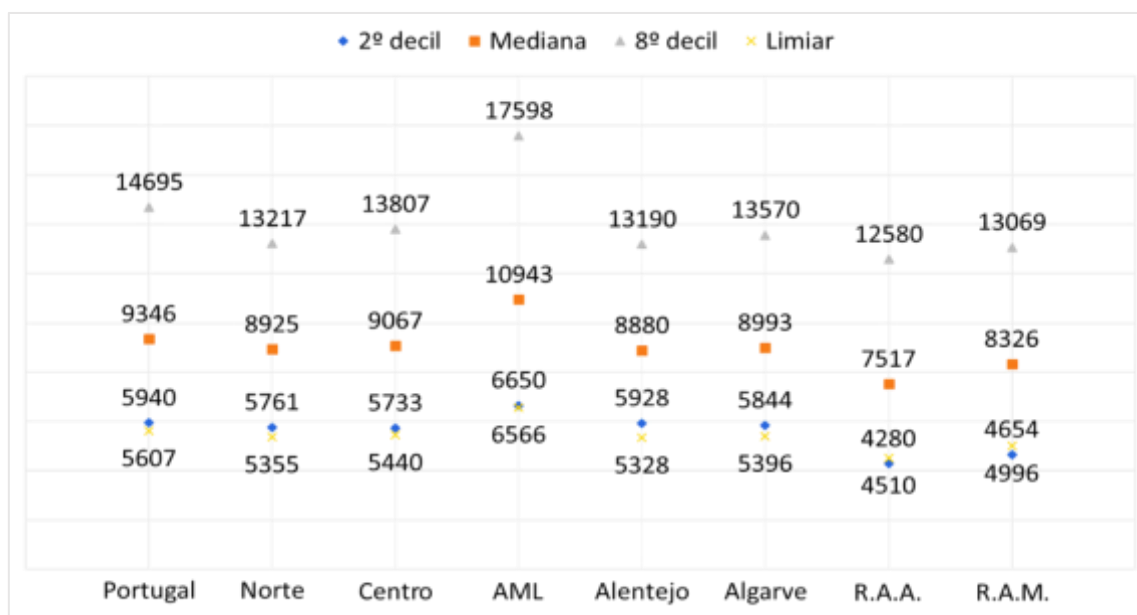 2º decil Mediana 8º decil Limiar
17598
14695
13217 13807 13190 13570 12580 13069
10943
9346 8925 9067 8880 8993 7517 8326
5940 5761 5733 6650 5928 5844 4280 4654
5607 5355 5440 6566 5328 5396 4510 4996
Portugal Norte Centro AML Alentejo Algarve R.A.A. R.A.M.